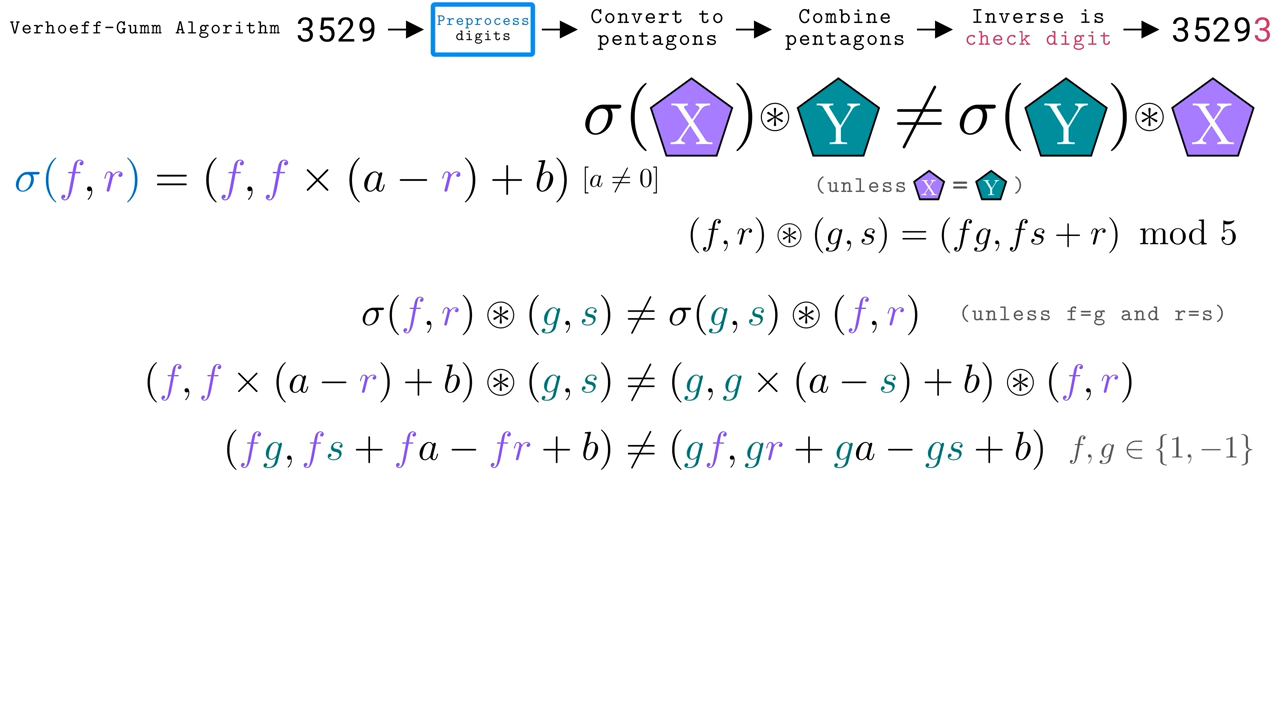 Verhoeff-Gumm Algorithm 3529 → Preprocess digits → Convert to pentagons → Combine pentagons → Inverse is check digit → 35293
σ(X)⊛Y ≠ σ(Y)⊛X
σ(f, r) = (f, f × (a − r) + b) [a ≠ 0]
(unless X = Y)
(f, r) ⊛ (g, s) = (fg, fs + r) mod 5
σ(f, r) ⊛ (g, s) ≠ σ(g, s) ⊛ (f, r) (unless f=g and r=s)
(f, f × (a − r) + b) ⊛ (g, s) ≠ (g, g × (a − s) + b) ⊛ (f, r)
(fg, fs + fa − fr + b) ≠ (gf, gr + ga − gs + b) f, g ∈ {1, −1}